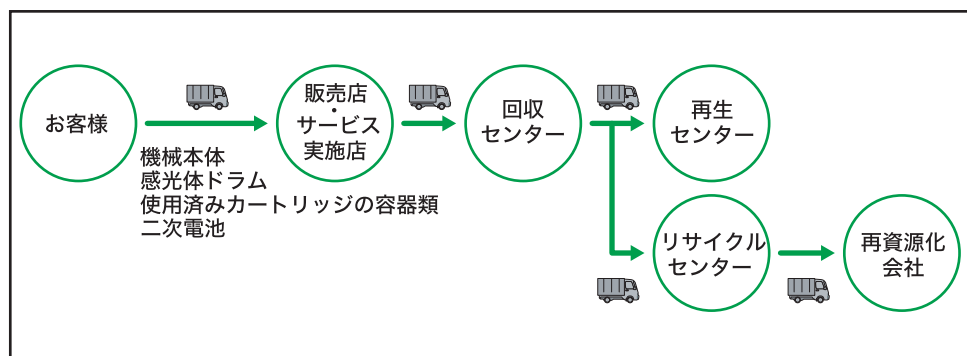 お客様
機械本体
感光体ドラム
使用済みカートリッジの容器類
二次電池
販売店
・
サービス
実施店
回収
センター
再生
センター
リサイクル
センター
再資源化
会社